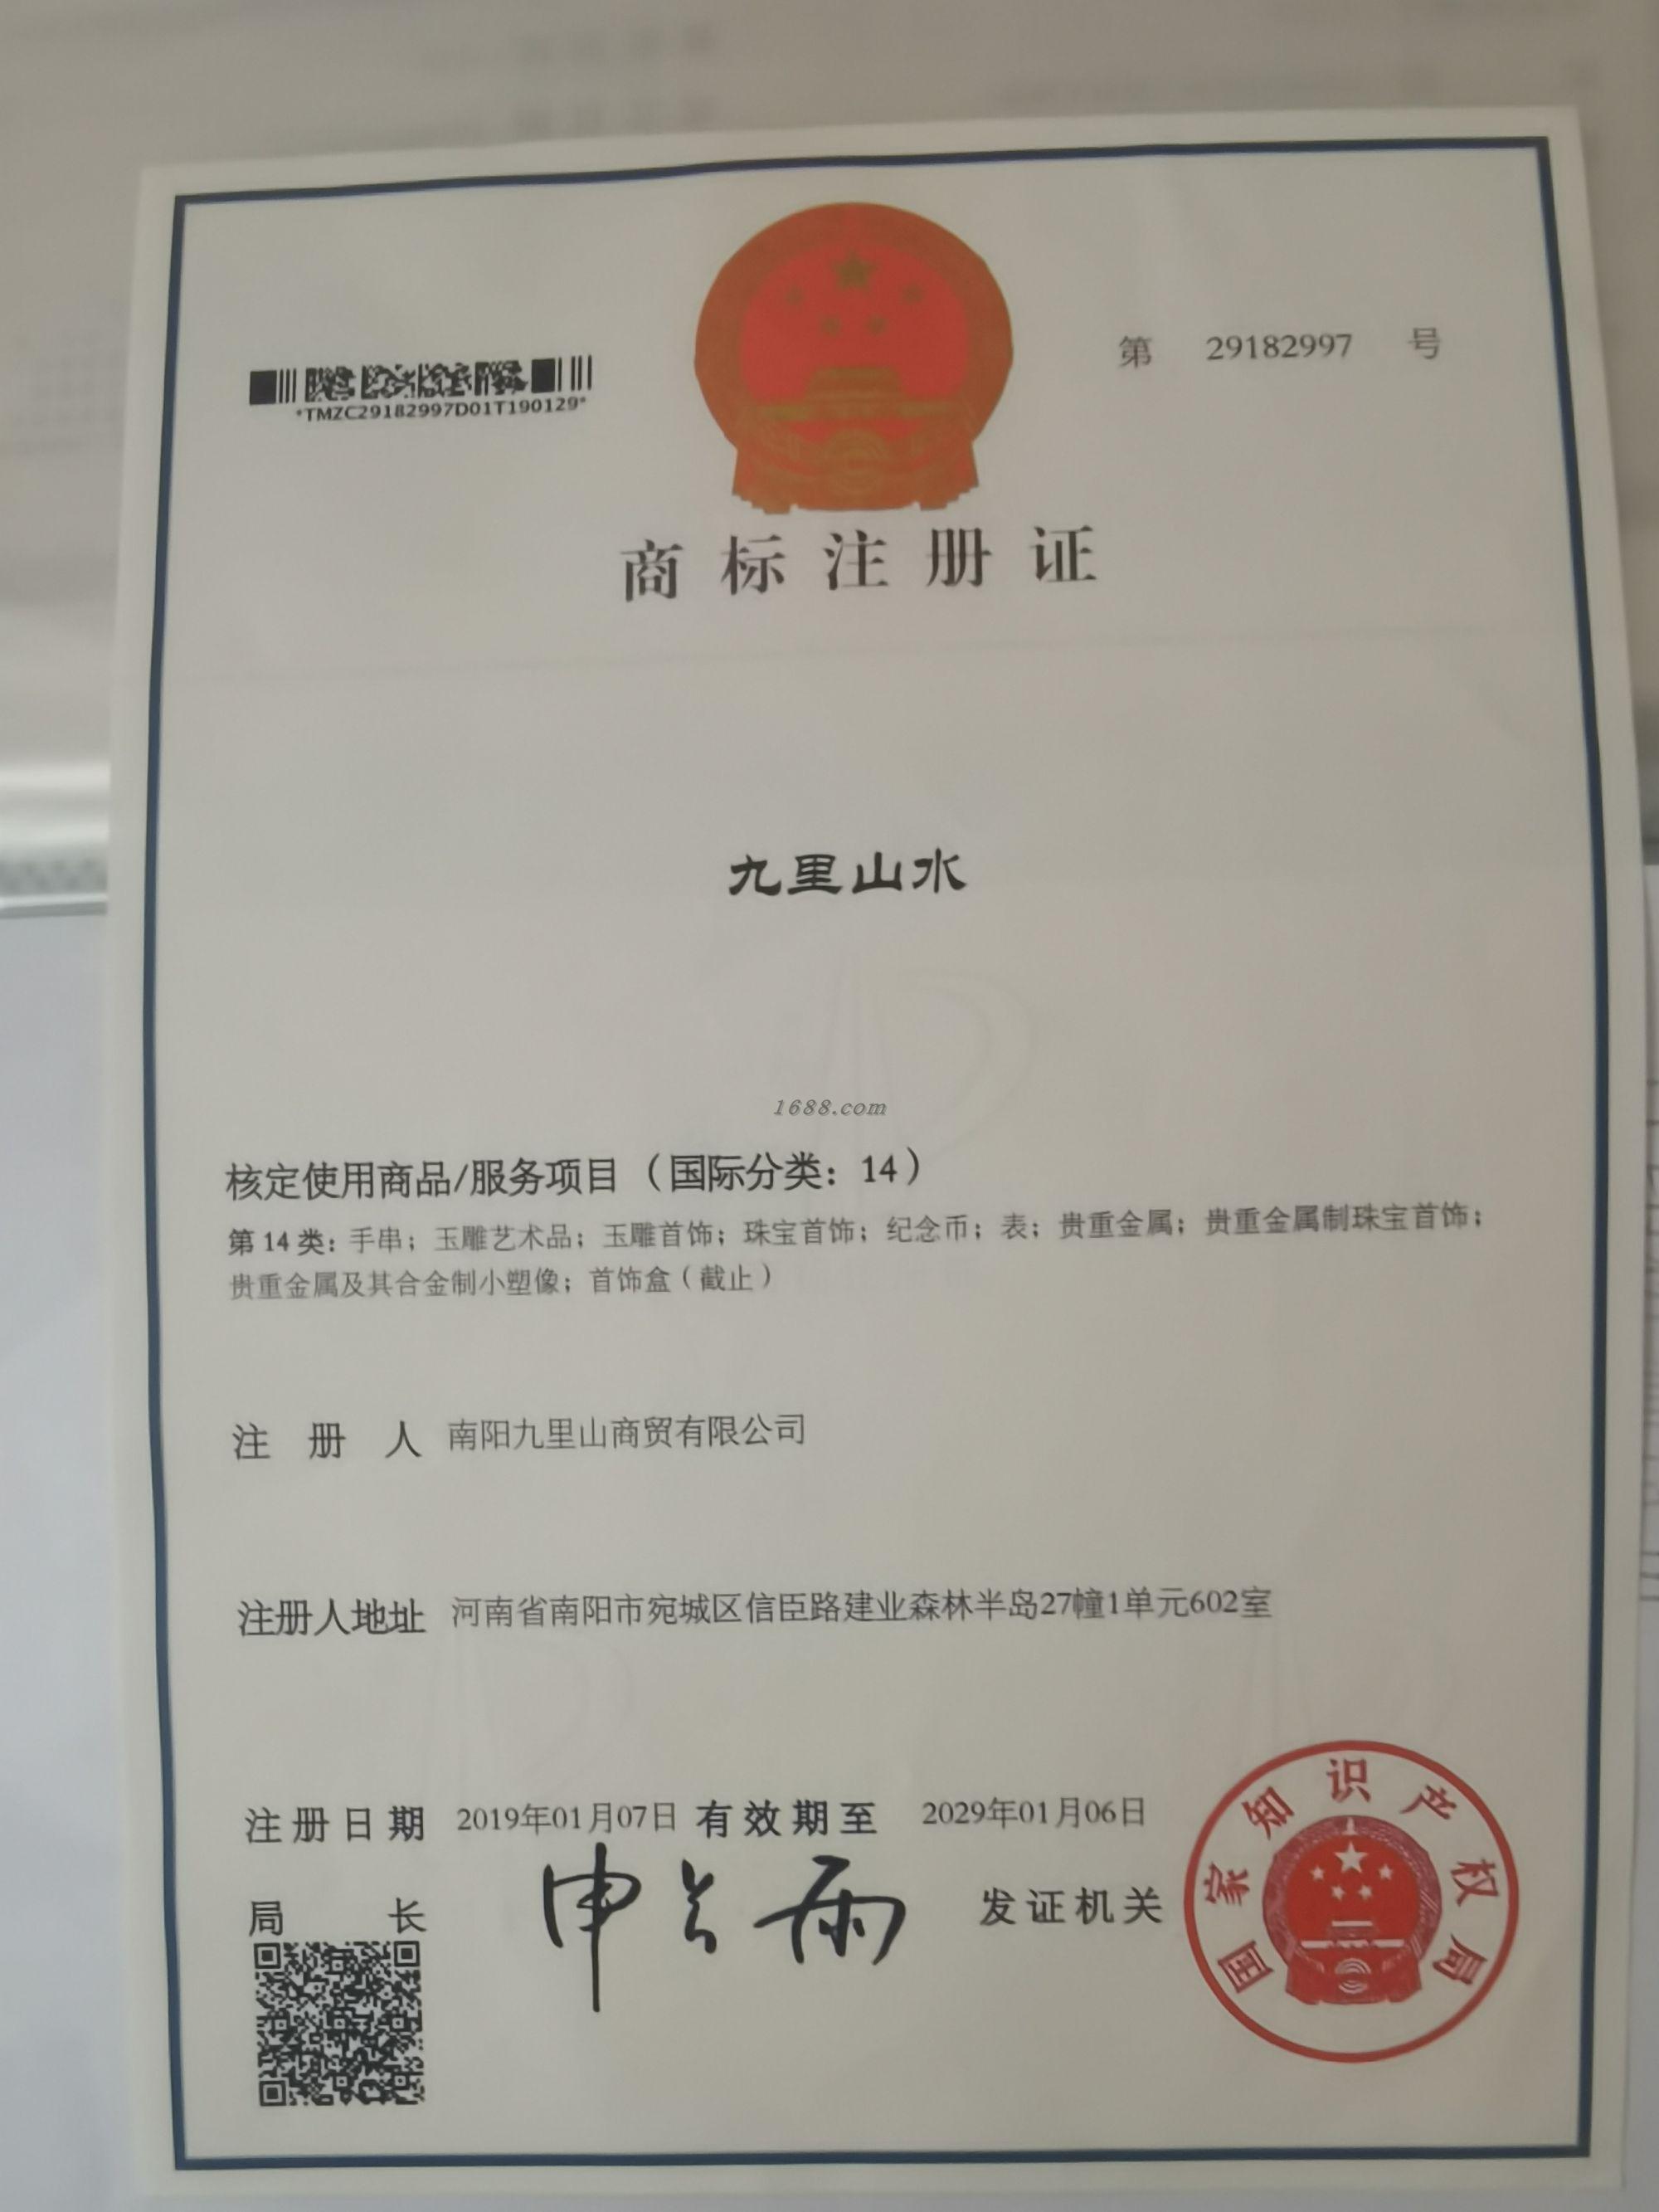 第 29182997 号
*TMZC29182997D01T190129*
商标注册证
九里山水
1688.com
核定使用商品/服务项目（国际分类：14）
第14类：手串；玉雕艺术品；玉雕首饰；珠宝首饰；纪念币；表；贵重金属；贵重金属制珠宝首饰；
贵重金属及其合金制小塑像；首饰盒（截止）
注册人 南阳九里山商贸有限公司
注册人地址 河南省南阳市宛城区信臣路建业森林半岛27幢1单元602室
注册日期 2019年01月07日 有效期至 2029年01月06日
局长 申长雨 发证机关
国家知识产权局